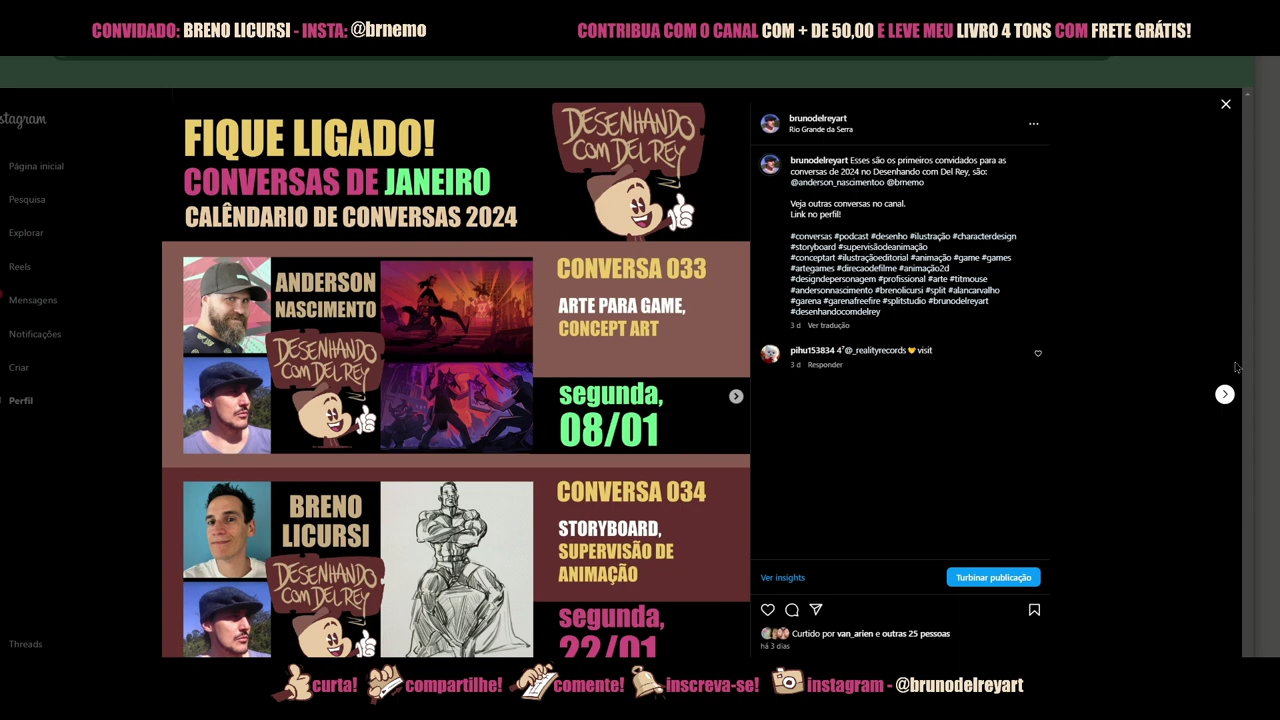 CONVIDADO: BRENO LICURSI - INSTA: @brnemo
CONTRIBUA COM O CANAL COM + DE 50,00 E LEVE MEU LIVRO 4 TONS COM FRETE GRÁTIS!
stagram
Página inicial
Pesquisa
Explorar
Reels
Mensagens
Notificações
Criar
Perfil
Threads
FIQUE LIGADO!
CONVERSAS DE JANEIRO
CALÊNDARIO DE CONVERSAS 2024
DESENHANDO
COM DEL REY
ANDERSON
NASCIMENTO
DESENHANDO
COM DEL REY
CONVERSA 033
ARTE PARA GAME,
CONCEPT ART
segunda,
08/01
BRENO
LICURSI
DESENHANDO
COM DEL REY
CONVERSA 034
STORYBOARD,
SUPERVISÃO DE
ANIMAÇÃO
segunda,
22/01
brunodelreyart
Rio Grande da Serra
brunodelreyart Esses são os primeiros convidados para as
conversas de 2024 no Desenhando com Del Rey, são:
@anderson_nascimentoo @brnemo
Veja outras conversas no canal.
Link no perfil!
#conversas #podcast #desenho #ilustração #characterdesign
#storyboard #supervisãodeanimação
#conceptart #ilustraçãoeditorial #animação #game #games
#artegames #direcaodefilme #animação2d
#designdepersonagem #profissional #arte #titmouse
#andersonnascimento #brenolicursi #split #alancarvalho
#garena #garenafreefire #splitstudio #brunodelreyart
#desenhandocomdelrey
3 d Ver tradução
pihu153834 4⁷@_realityrecords💛visit
3 d Responder
Ver insights
Turbinar publicação
Curtido por van_arien e outras 25 pessoas
há 3 dias
curta! compartilhe! comente! inscreva-se! instagram - @brunodelreyart